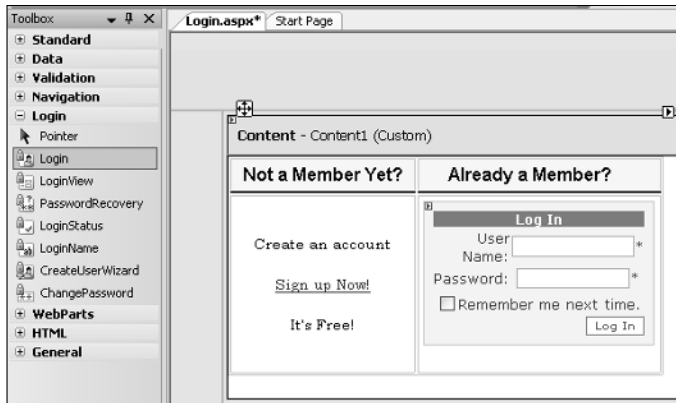 Toolbox
Standard
Data
Validation
Navigation
Login
Pointer
Login
LoginView
PasswordRecovery
LoginStatus
LoginName
CreateUserWizard
ChangePassword
WebParts
HTML
General
Login.aspx* Start Page
Content - Content1 (Custom)
Not a Member Yet?
Create an account
Sign up Now!
It's Free!
Already a Member?
Log In
User
Name: *
Password: *
Remember me next time.
Log In